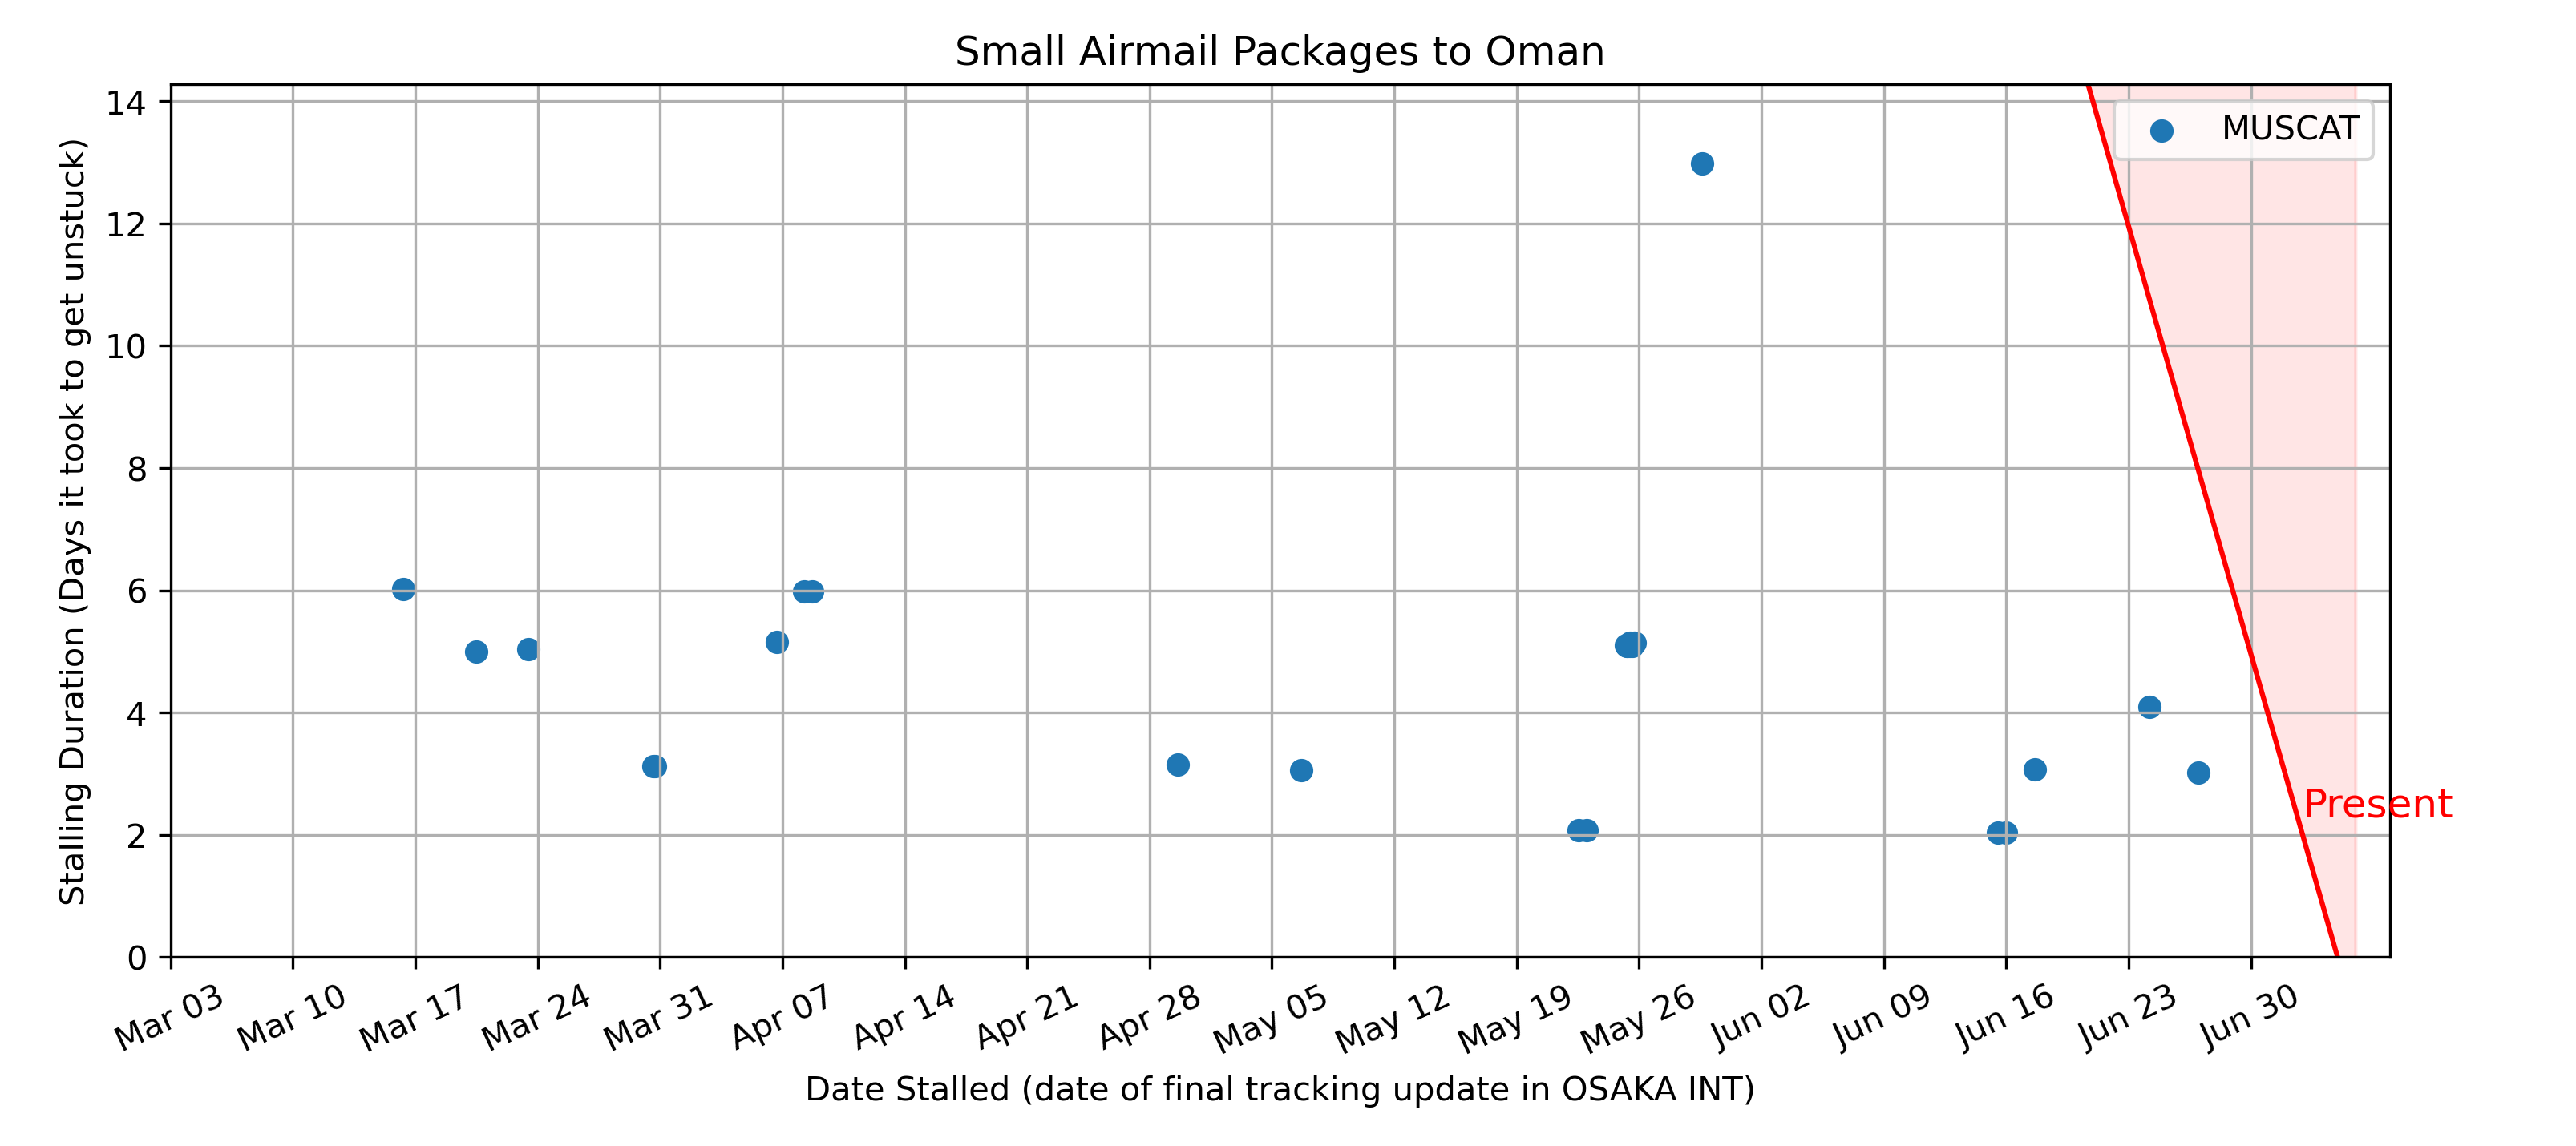 Small Airmail Packages to Oman
MUSCAT
Stalling Duration (Days it took to get unstuck)
14
12
10
8
6
4
2
0
Present
Mar 03
Mar 10
Mar 17
Mar 24
Mar 31
Apr 07
Apr 14
Apr 21
Apr 28
May 05
May 12
May 19
May 26
Jun 02
Jun 09
Jun 16
Jun 23
Jun 30
Date Stalled (date of final tracking update in OSAKA INT)